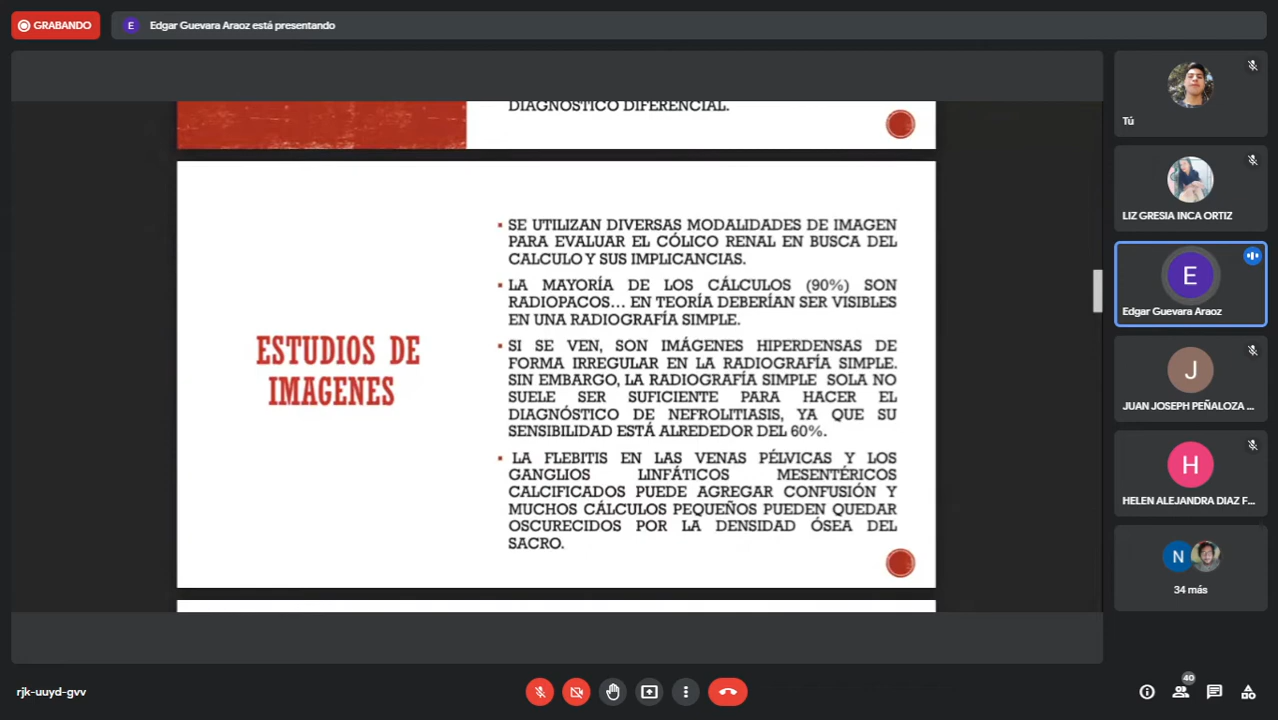 GRABANDO
E Edgar Guevara Araoz está presentando
DIAGNÓSTICO DIFERENCIAL.
ESTUDIOS DE
IMAGENES
▪ SE UTILIZAN DIVERSAS MODALIDADES DE IMAGEN
PARA EVALUAR EL CÓLICO RENAL EN BUSCA DEL
CALCULO Y SUS IMPLICANCIAS.
▪ LA MAYORÍA DE LOS CÁLCULOS (90%) SON
RADIOPACOS… EN TEORÍA DEBERÍAN SER VISIBLES
EN UNA RADIOGRAFÍA SIMPLE.
▪ SI SE VEN, SON IMÁGENES HIPERDENSAS DE
FORMA IRREGULAR EN LA RADIOGRAFÍA SIMPLE.
SIN EMBARGO, LA RADIOGRAFÍA SIMPLE SOLA NO
SUELE SER SUFICIENTE PARA HACER EL
DIAGNÓSTICO DE NEFROLITIASIS, YA QUE SU
SENSIBILIDAD ESTÁ ALREDEDOR DEL 60%.
▪ LA FLEBITIS EN LAS VENAS PÉLVICAS Y LOS
GANGLIOS LINFÁTICOS MESENTÉRICOS
CALCIFICADOS PUEDE AGREGAR CONFUSIÓN Y
MUCHOS CÁLCULOS PEQUEÑOS PUEDEN QUEDAR
OSCURECIDOS POR LA DENSIDAD ÓSEA DEL
SACRO.
Tú
LIZ GRESIA INCA ORTIZ
E
Edgar Guevara Araoz
J
JUAN JOSEPH PEÑALOZA ...
H
HELEN ALEJANDRA DIAZ F...
N
34 más
rjk-uuyd-gvv
40